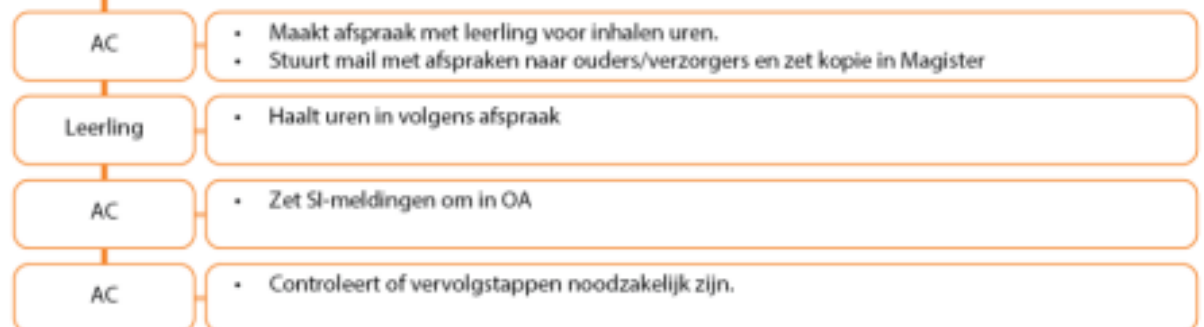 AC
• Maakt afspraak met leerling voor inhalen uren.
• Stuurt mail met afspraken naar ouders/verzorgers en zet kopie in Magister
Leerling
• Haalt uren in volgens afspraak
AC
• Zet SI-meldingen om in OA
AC
• Controleert of vervolgstappen noodzakelijk zijn.